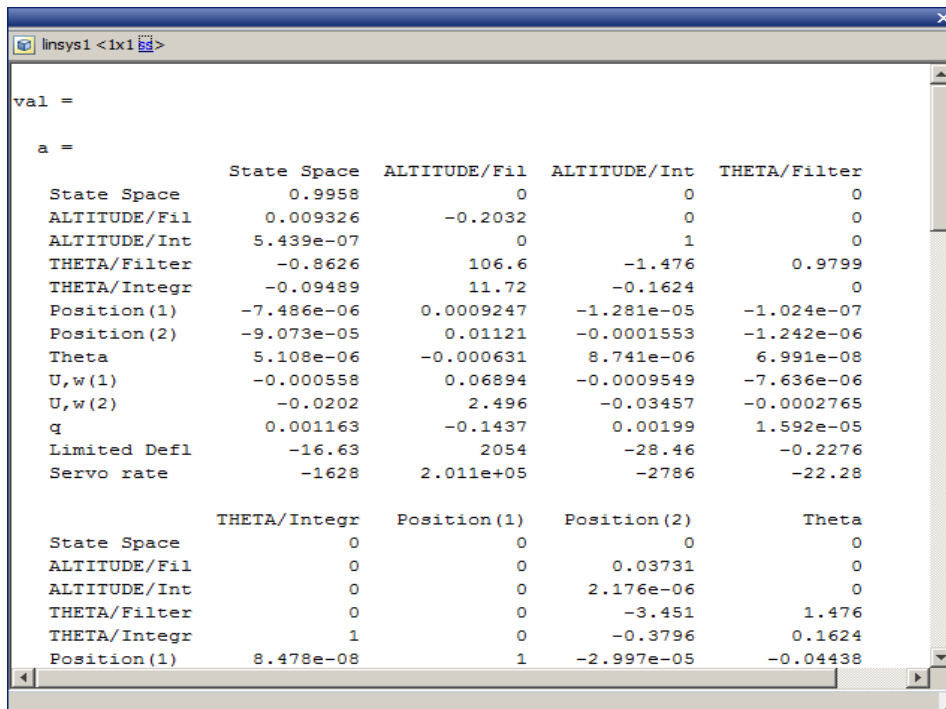 linsys1 <1x1 ss>
val =
a =
State Space ALTITUDE/Fil ALTITUDE/Int THETA/Filter
State Space 0.9958 0 0 0
ALTITUDE/Fil 0.009326 -0.2032 0 0
ALTITUDE/Int 5.439e-07 0 1 0
THETA/Filter -0.8626 106.6 -1.476 0.9799
THETA/Integr -0.09489 11.72 -0.1624 0
Position(1) -7.486e-06 0.0009247 -1.281e-05 -1.024e-07
Position(2) -9.073e-05 0.01121 -0.0001553 -1.242e-06
Theta 5.108e-06 -0.000631 8.741e-06 6.991e-08
U,w(1) -0.000558 0.06894 -0.0009549 -7.636e-06
U,w(2) -0.0202 2.496 -0.03457 -0.0002765
q 0.001163 -0.1437 0.00199 1.592e-05
Limited Defl -16.63 2054 -28.46 -0.2276
Servo rate -1628 2.011e+05 -2786 -22.28
THETA/Integr Position(1) Position(2) Theta
State Space 0 0 0 0
ALTITUDE/Fil 0 0 0.03731 0
ALTITUDE/Int 0 0 2.176e-06 0
THETA/Filter 0 0 -3.451 1.476
THETA/Integr 1 0 -0.3796 0.1624
Position(1) 8.478e-08 1 -2.997e-05 -0.04438